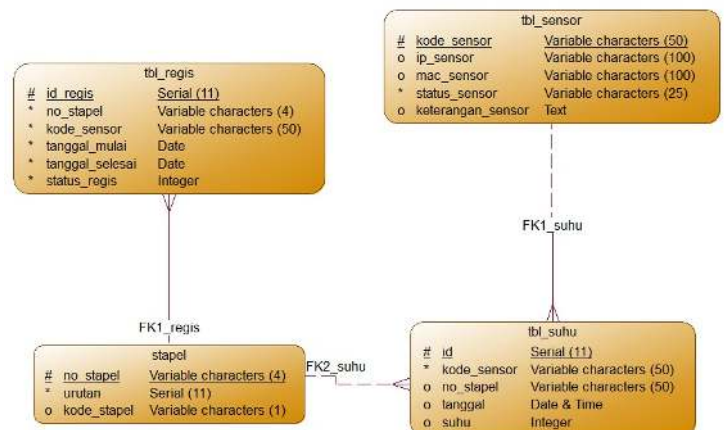 tbl_sensor
# kode_sensor Variable characters (50)
o ip_sensor Variable characters (100)
o mac_sensor Variable characters (100)
* status_sensor Variable characters (25)
o keterangan_sensor Text
tbl_regis
# id_regis Serial (11)
* no_stapel Variable characters (4)
* kode_sensor Variable characters (50)
* tanggal_mulai Date
* tanggal_selesai Date
* status_regis Integer
FK1_suhu
FK1_regis
stapel
# no_stapel Variable characters (4)
* urutan Serial (11)
o kode_stapel Variable characters (1)
FK2_suhu
tbl_suhu
# id Serial (11)
* kode_sensor Variable characters (50)
o no_stapel Variable characters (50)
o tanggal Date & Time
o suhu Integer